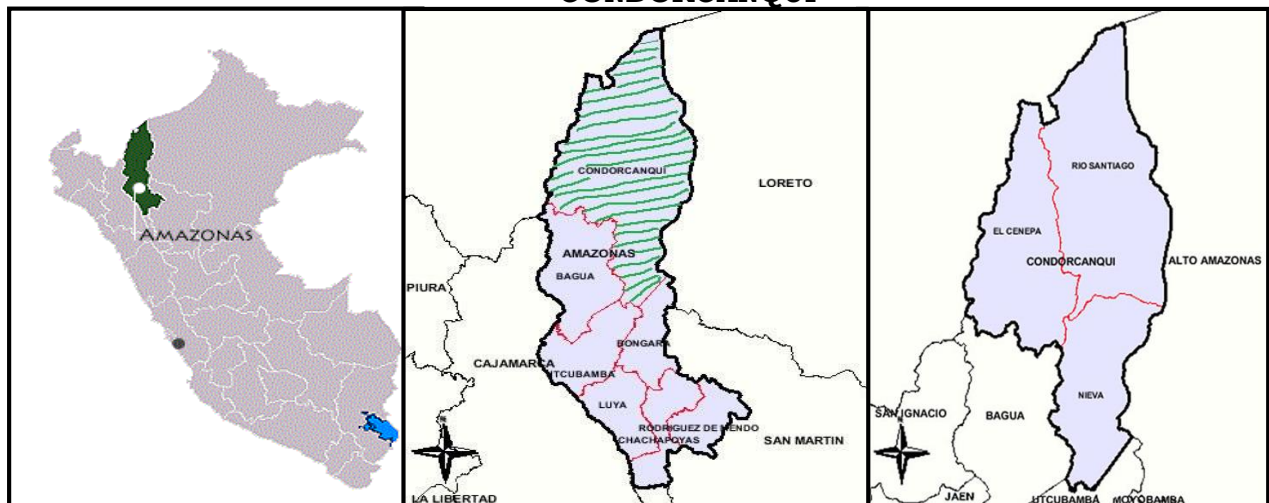 AMAZONAS
CONDORCANQUI
LORETO
AMAZONAS
BAGUA
PIURA
BONGARA
CAJAMARCA
UTCUBAMBA
LUYA
RODRIGUEZ DE MENDO
CHACHAPOYAS
SAN MARTIN
LA LIBERTAD
RIO SANTIAGO
EL CENEPA
CONDORCANQUI
ALTO AMAZONAS
NIEVA
SAN IGNACIO
BAGUA
JAEN
UTCUBAMBA
MOYOBAMBA